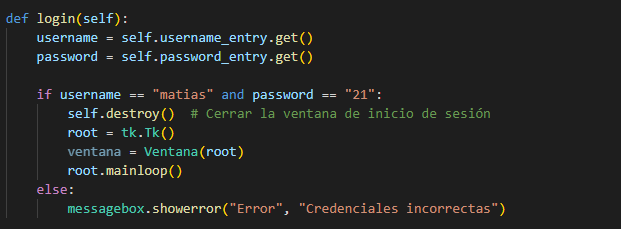 def login(self):
    username = self.username_entry.get()
    password = self.password_entry.get()

    if username == "matias" and password == "21":
        self.destroy()  # Cerrar la ventana de inicio de sesión
        root = tk.Tk()
        ventana = Ventana(root)
        root.mainloop()
    else:
        messagebox.showerror("Error", "Credenciales incorrectas")